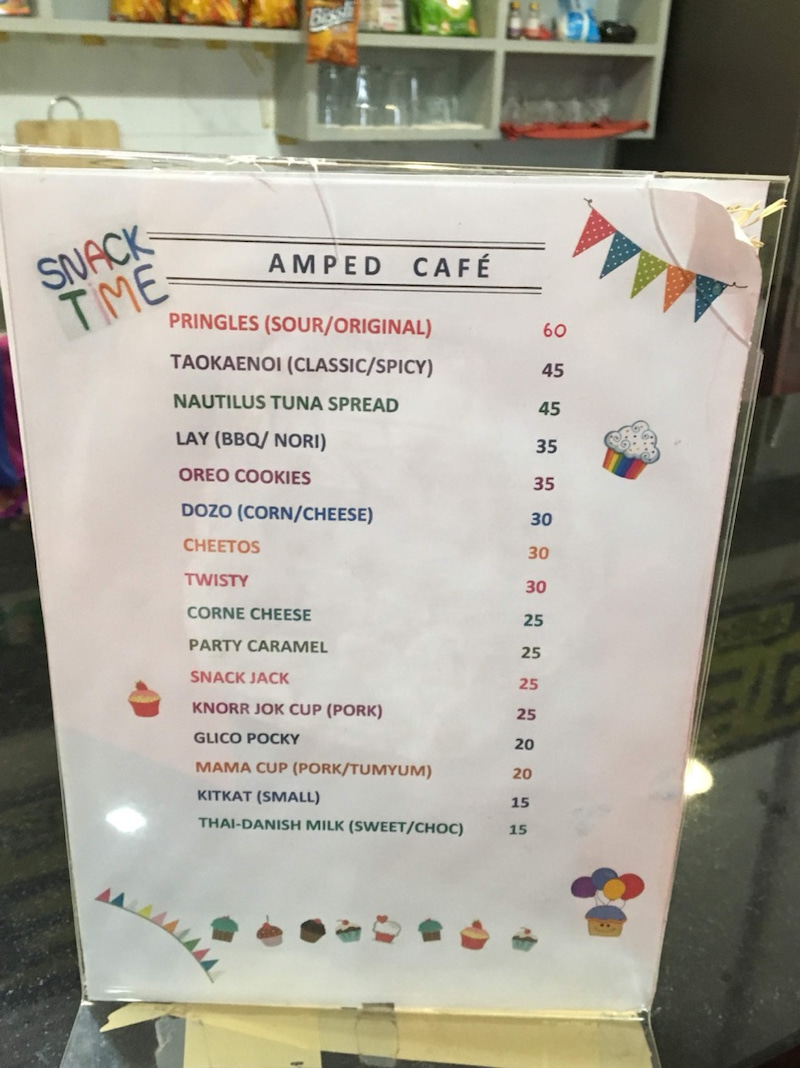 Bissli
SNACK
TiME
AMPED CAFÉ
PRINGLES (SOUR/ORIGINAL) 60
TAOKAENOI (CLASSIC/SPICY) 45
NAUTILUS TUNA SPREAD 45
LAY (BBQ/ NORI) 35
OREO COOKIES 35
DOZO (CORN/CHEESE) 30
CHEETOS 30
TWISTY 30
CORNE CHEESE 25
PARTY CARAMEL 25
SNACK JACK 25
KNORR JOK CUP (PORK) 25
GLICO POCKY 20
MAMA CUP (PORK/TUMYUM) 20
KITKAT (SMALL) 15
THAI-DANISH MILK (SWEET/CHOC) 15